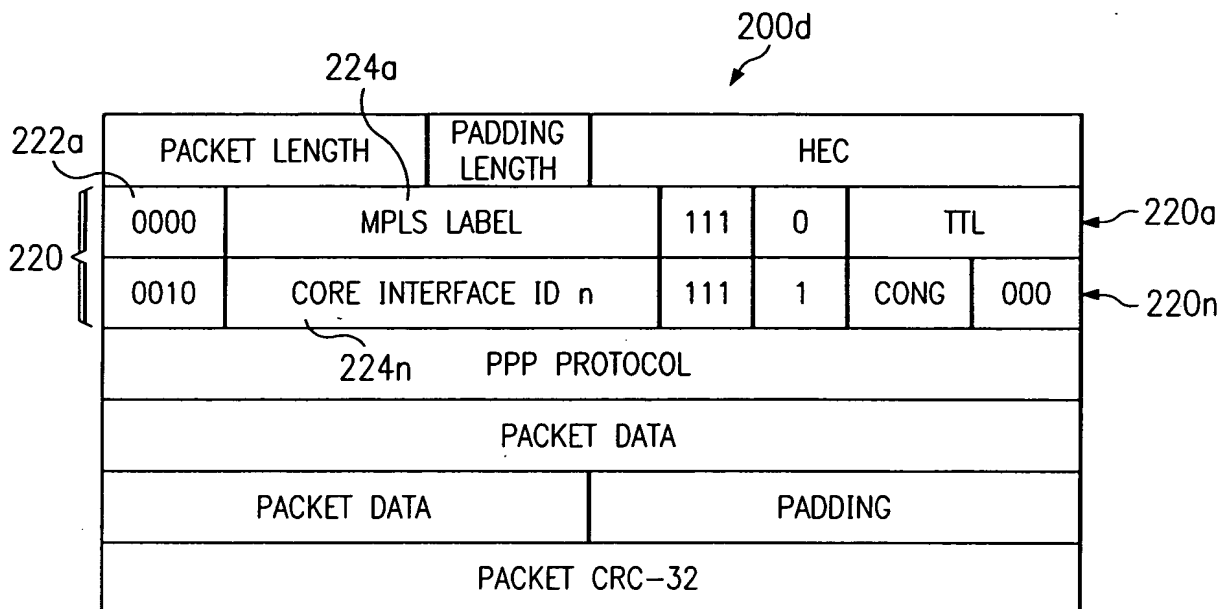 200d
224a
222a
PACKET LENGTH PADDING LENGTH HEC
0000 MPLS LABEL 111 0 TTL 220a
220
0010 CORE INTERFACE ID n 111 1 CONG 000 220n
224n
PPP PROTOCOL
PACKET DATA
PACKET DATA PADDING
PACKET CRC-32